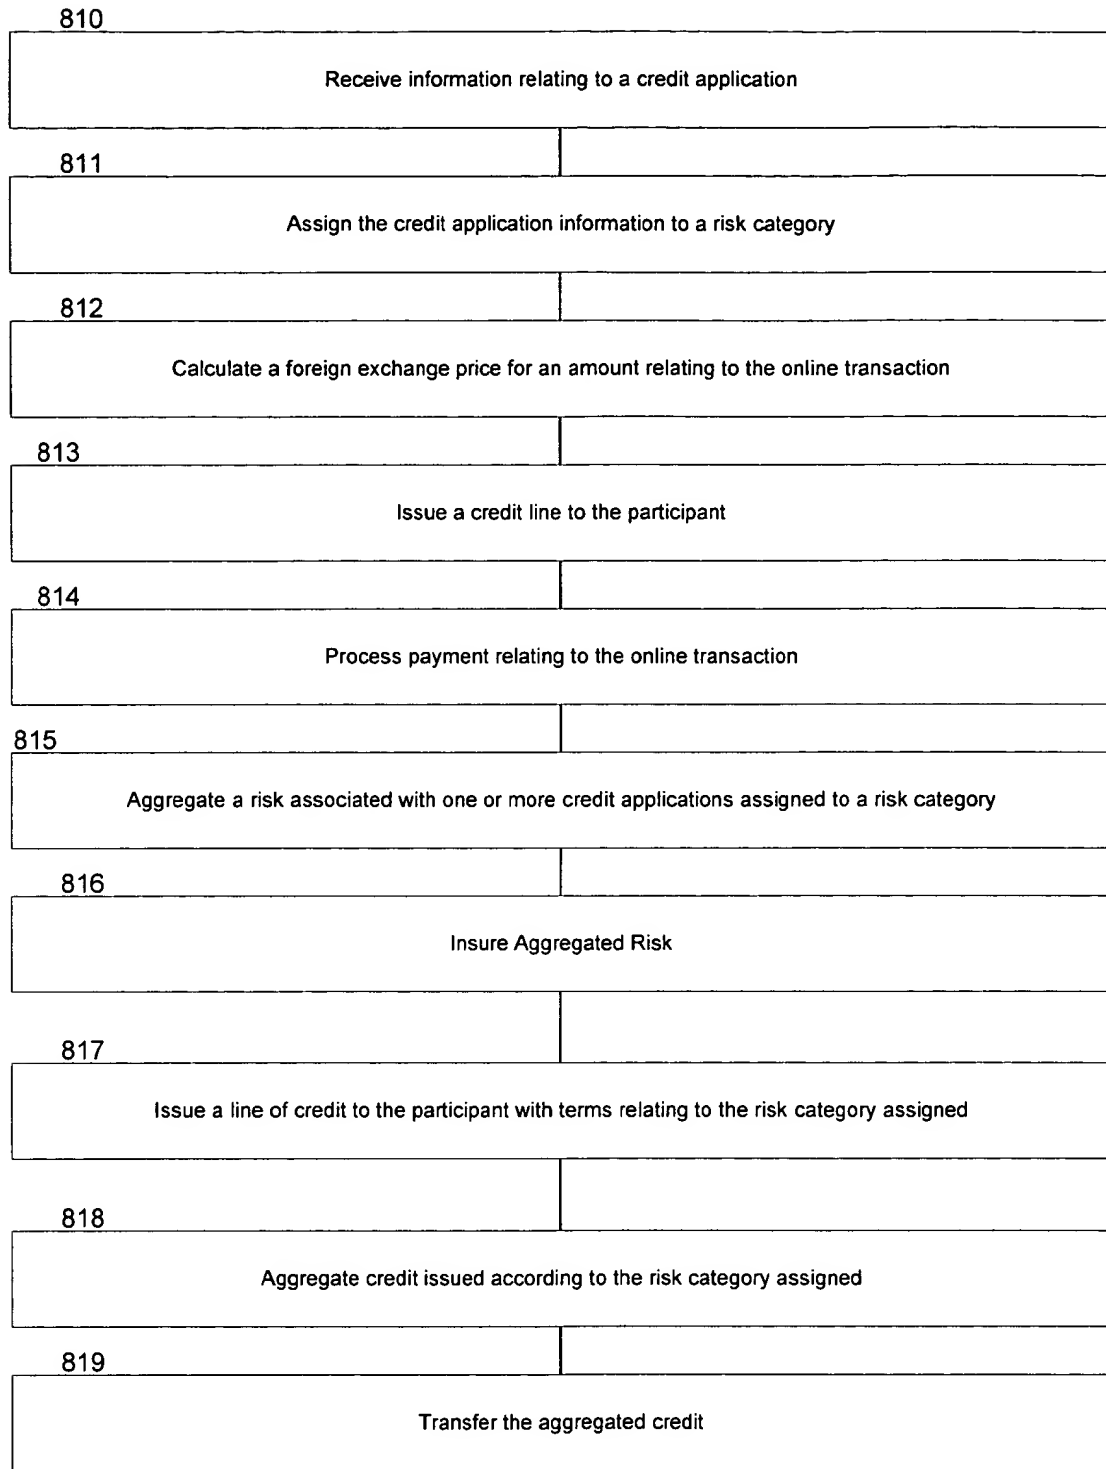 810
Receive information relating to a credit application
811
Assign the credit application information to a risk category
812
Calculate a foreign exchange price for an amount relating to the online transaction
813
Issue a credit line to the participant
814
Process payment relating to the online transaction
815
Aggregate a risk associated with one or more credit applications assigned to a risk category
816
Insure Aggregated Risk
817
Issue a line of credit to the participant with terms relating to the risk category assigned
818
Aggregate credit issued according to the risk category assigned
819
Transfer the aggregated credit